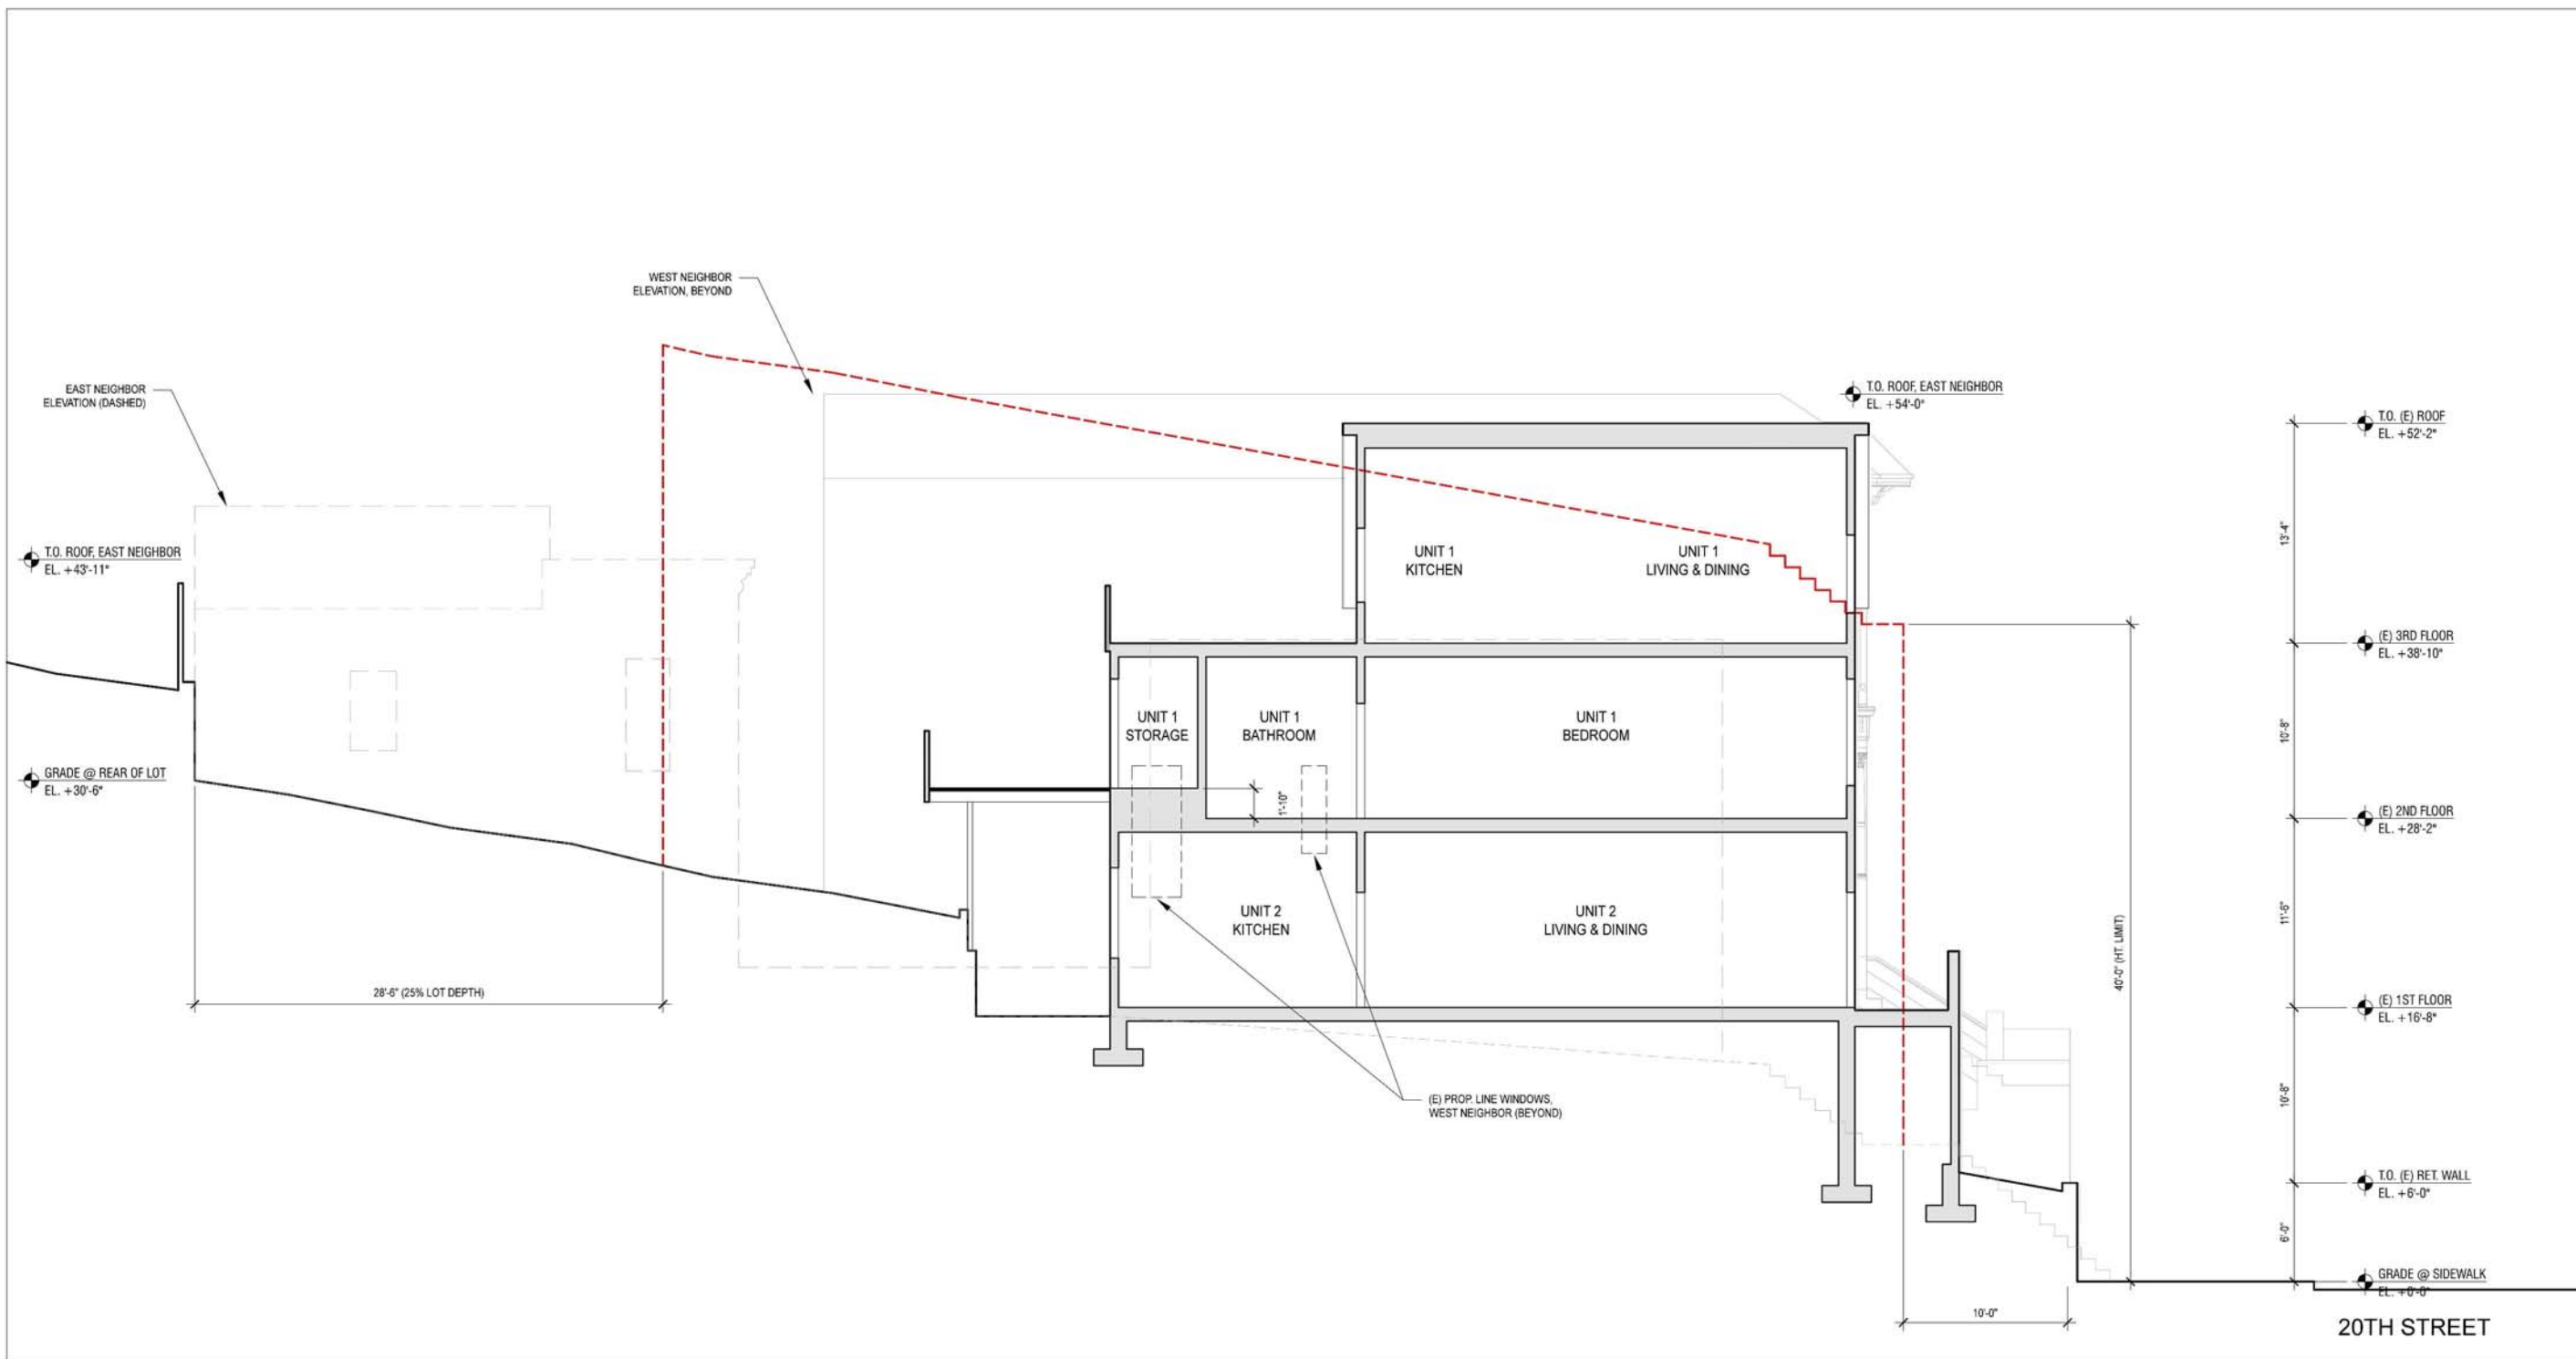 WEST NEIGHBOR
ELEVATION, BEYOND
EAST NEIGHBOR
ELEVATION (DASHED)
T.O. ROOF, EAST NEIGHBOR
EL. +54'-0"
T.O. (E) ROOF
EL. +52'-2"
13'-4"
T.O. ROOF, EAST NEIGHBOR
EL. +43'-11"
UNIT 1
KITCHEN
UNIT 1
LIVING & DINING
(E) 3RD FLOOR
EL. +38'-10"
UNIT 1
STORAGE
UNIT 1
BATHROOM
UNIT 1
BEDROOM
10'-8"
GRADE @ REAR OF LOT
EL. +30'-6"
1'-10"
(E) 2ND FLOOR
EL. +28'-2"
UNIT 2
KITCHEN
UNIT 2
LIVING & DINING
11'-6"
40'-0" (HT. LIMIT)
28'-6" (25% LOT DEPTH)
(E) 1ST FLOOR
EL. +16'-8"
(E) PROP. LINE WINDOWS,
WEST NEIGHBOR (BEYOND)
10'-8"
T.O. (E) RET. WALL
EL. +6'-0"
6'-0"
GRADE @ SIDEWALK
EL. +0'-0"
10'-0"
20TH STREET